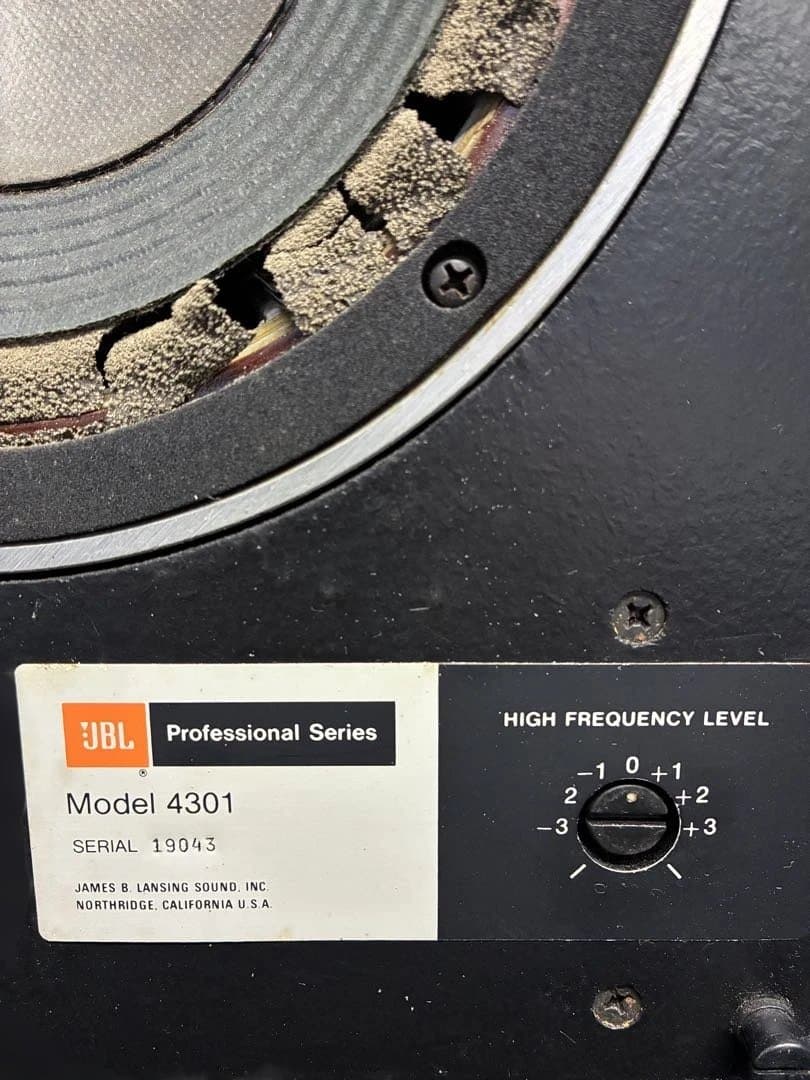 JBL Professional Series
®
Model 4301
SERIAL 19043
JAMES B. LANSING SOUND, INC.
NORTHRIDGE, CALIFORNIA U.S.A.
HIGH FREQUENCY LEVEL
–1 0 +1
2 +2
–3 +3